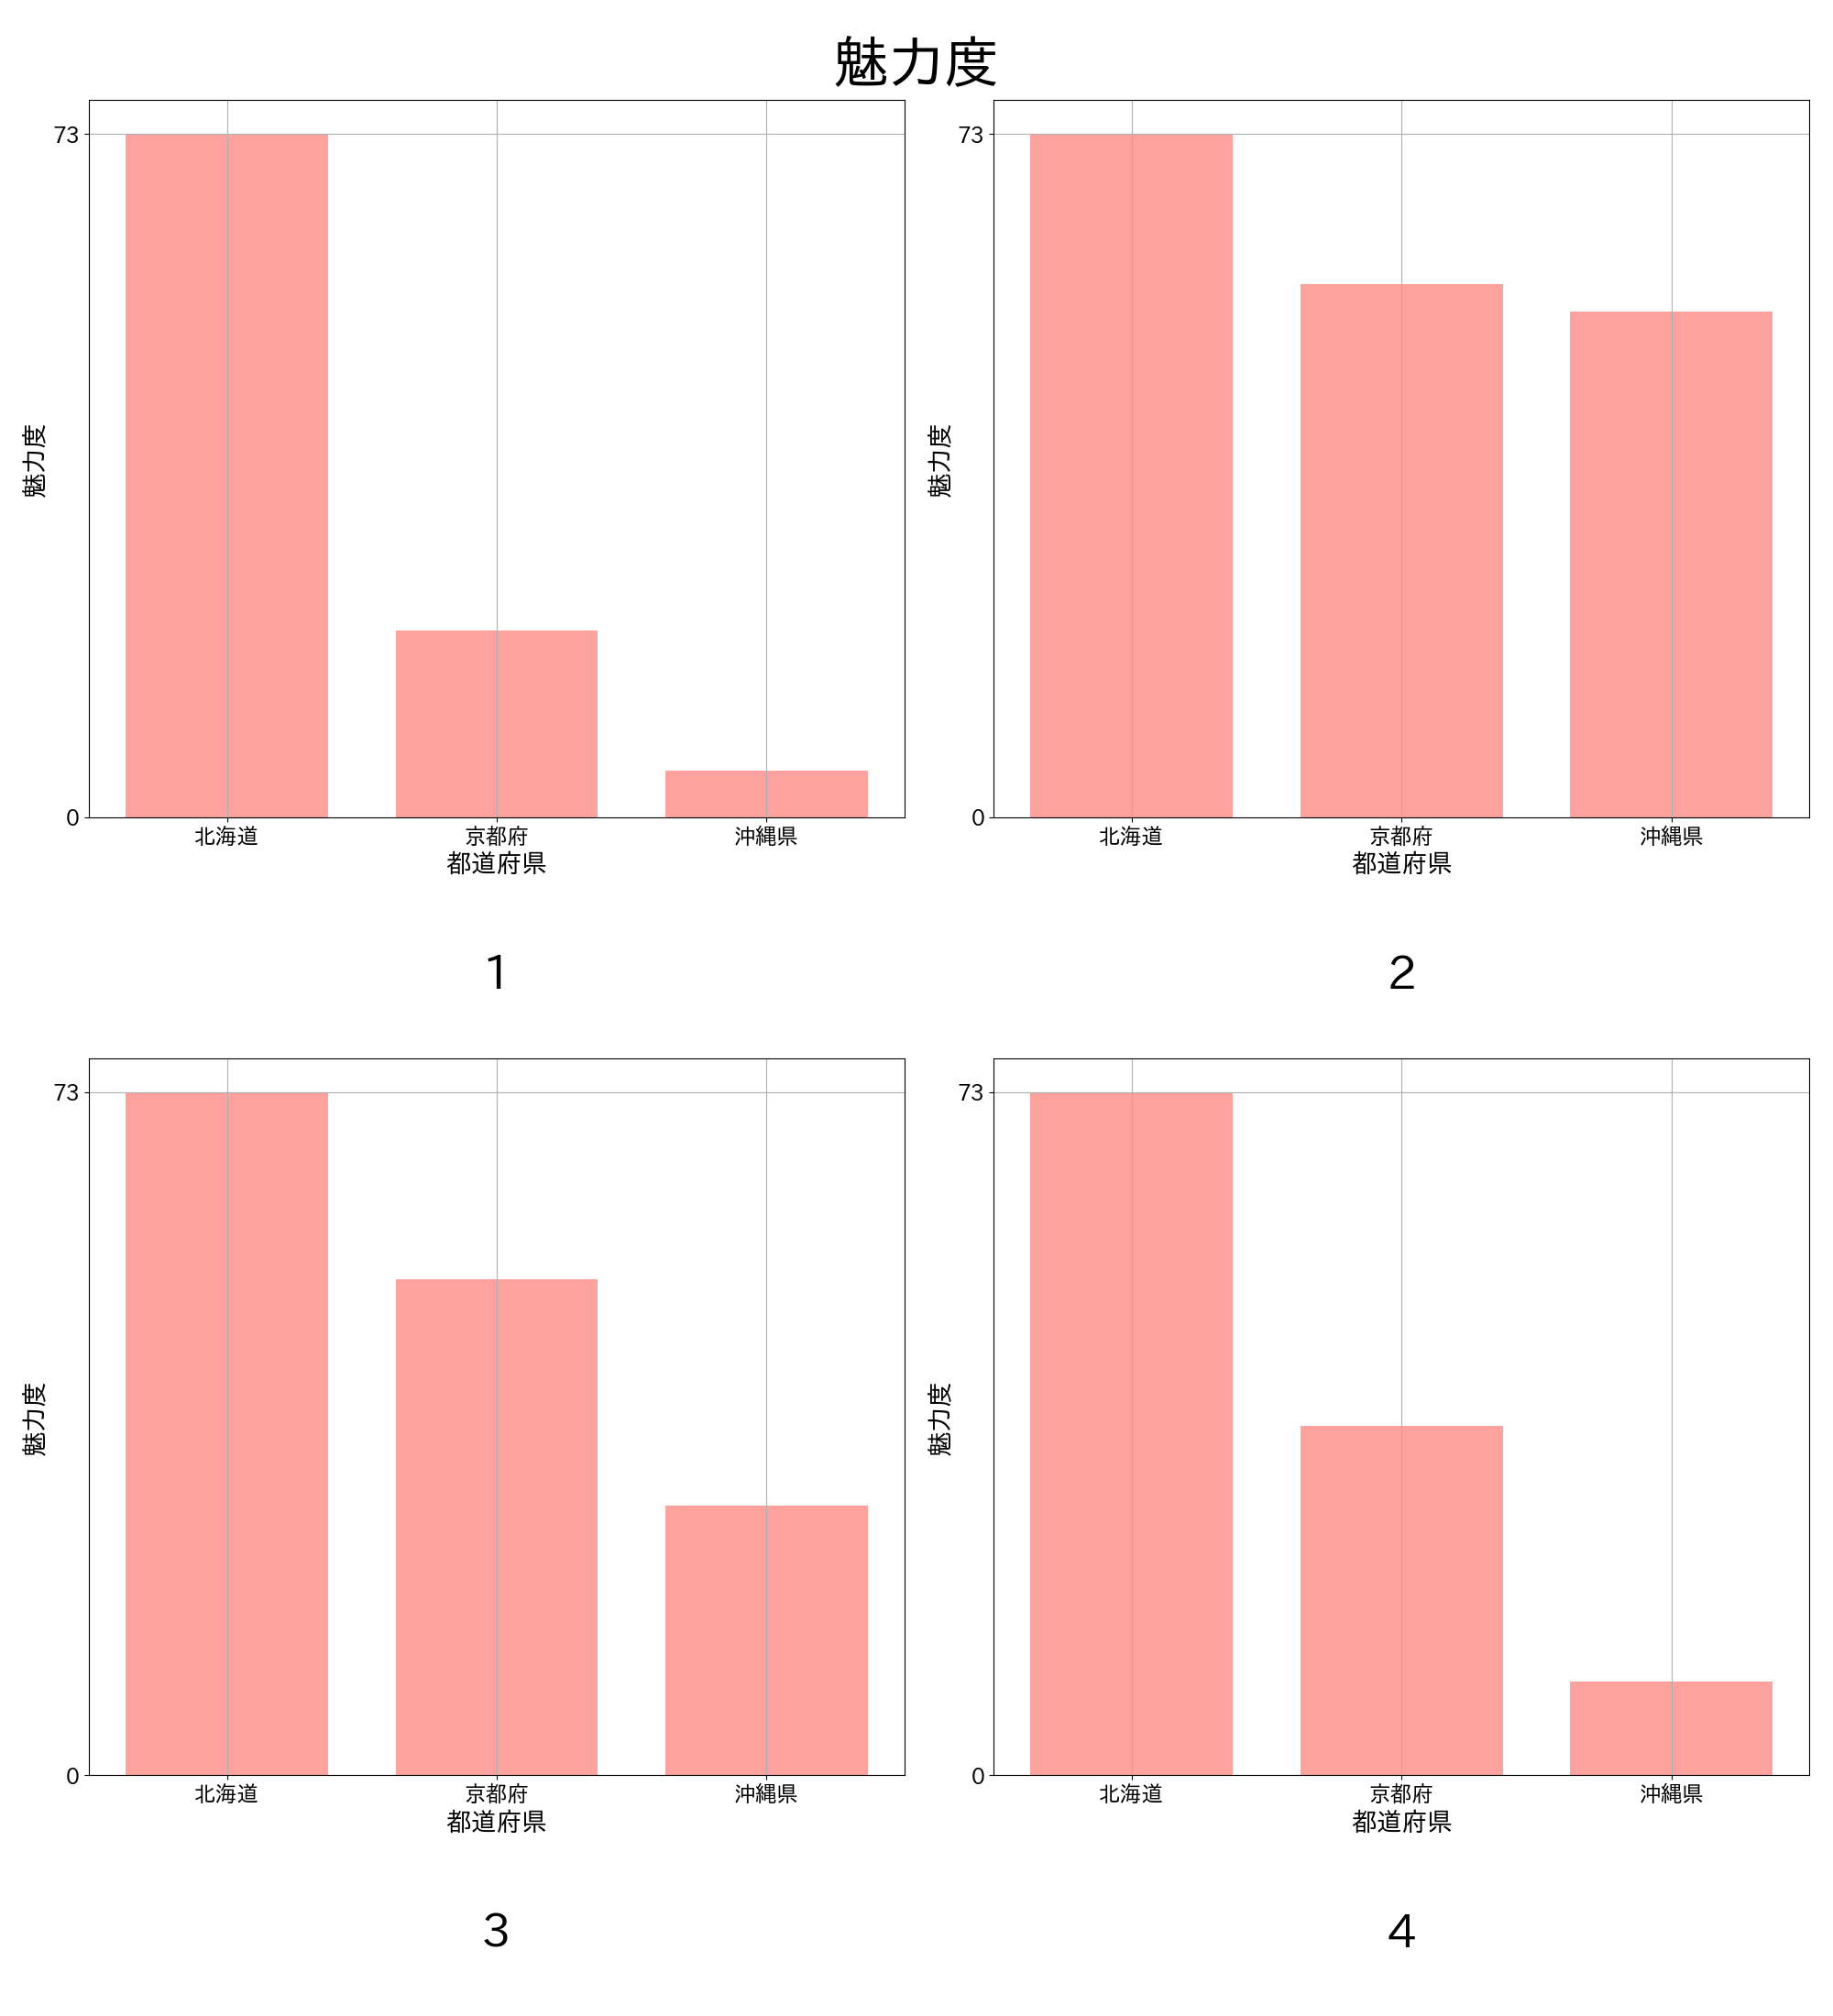 魅力度
73
魅力度
0
北海道 京都府 沖縄県
都道府県
1
73
魅力度
0
北海道 京都府 沖縄県
都道府県
2
73
魅力度
0
北海道 京都府 沖縄県
都道府県
3
73
魅力度
0
北海道 京都府 沖縄県
都道府県
4